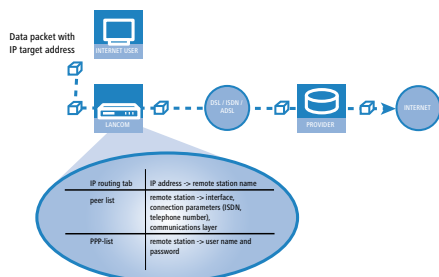 Data packet with
IP target address
INTERNET USER
LANCOM
DSL / ISDN /
ADSL
PROVIDER
INTERNET
IP routing tab IP address -> remote station name
peer list remote station -> interface,
connection parameters (ISDN,
telephone number),
communications layer
PPP-list remote station -> user name and
password